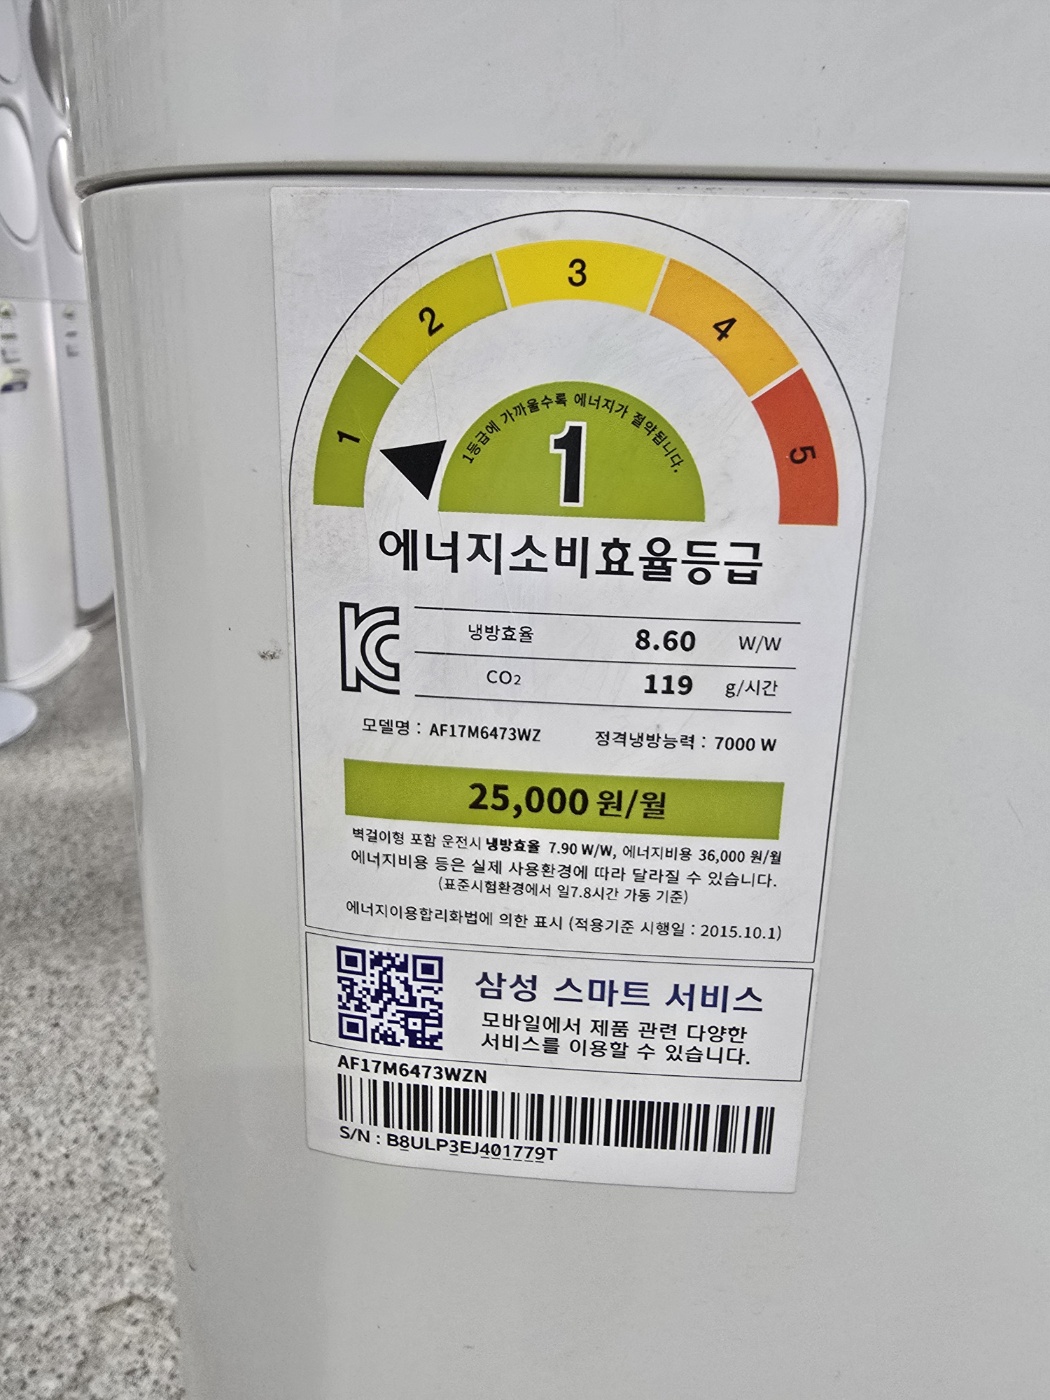 1 2 3 4 5
1등급에 가까울수록 에너지가 절약됩니다.
1
에너지소비효율등급
냉방효율 8.60 W/W
CO2 119 g/시간
모델명 : AF17M6473WZ 정격냉방능력 : 7000 W
25,000 원/월
벽걸이형 포함 운전시 냉방효율 7.90 W/W, 에너지비용 36,000 원/월
에너지비용 등은 실제 사용환경에 따라 달라질 수 있습니다.
(표준시험환경에서 일7.8시간 가동 기준)
에너지이용합리화법에 의한 표시 (적용기준 시행일 : 2015.10.1)
삼성 스마트 서비스
모바일에서 제품 관련 다양한
서비스를 이용할 수 있습니다.
AF17M6473WZN
S/N : B8ULP3EJ401779T